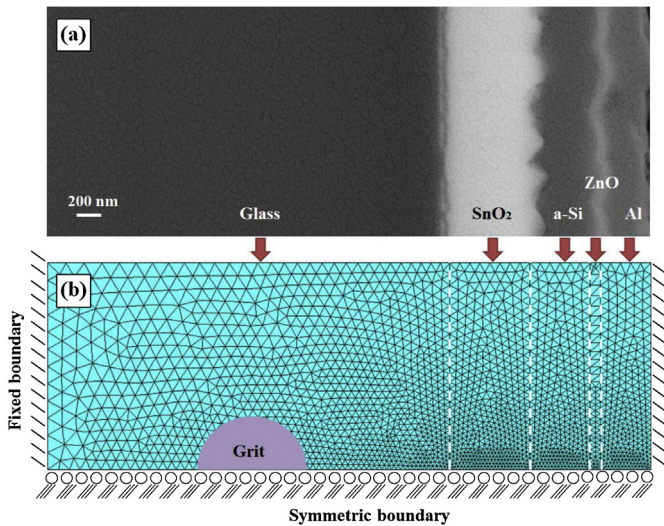 (a)
200 nm
Glass
SnO₂
a-Si
ZnO
Al
(b)
Fixed boundary
Grit
Symmetric boundary